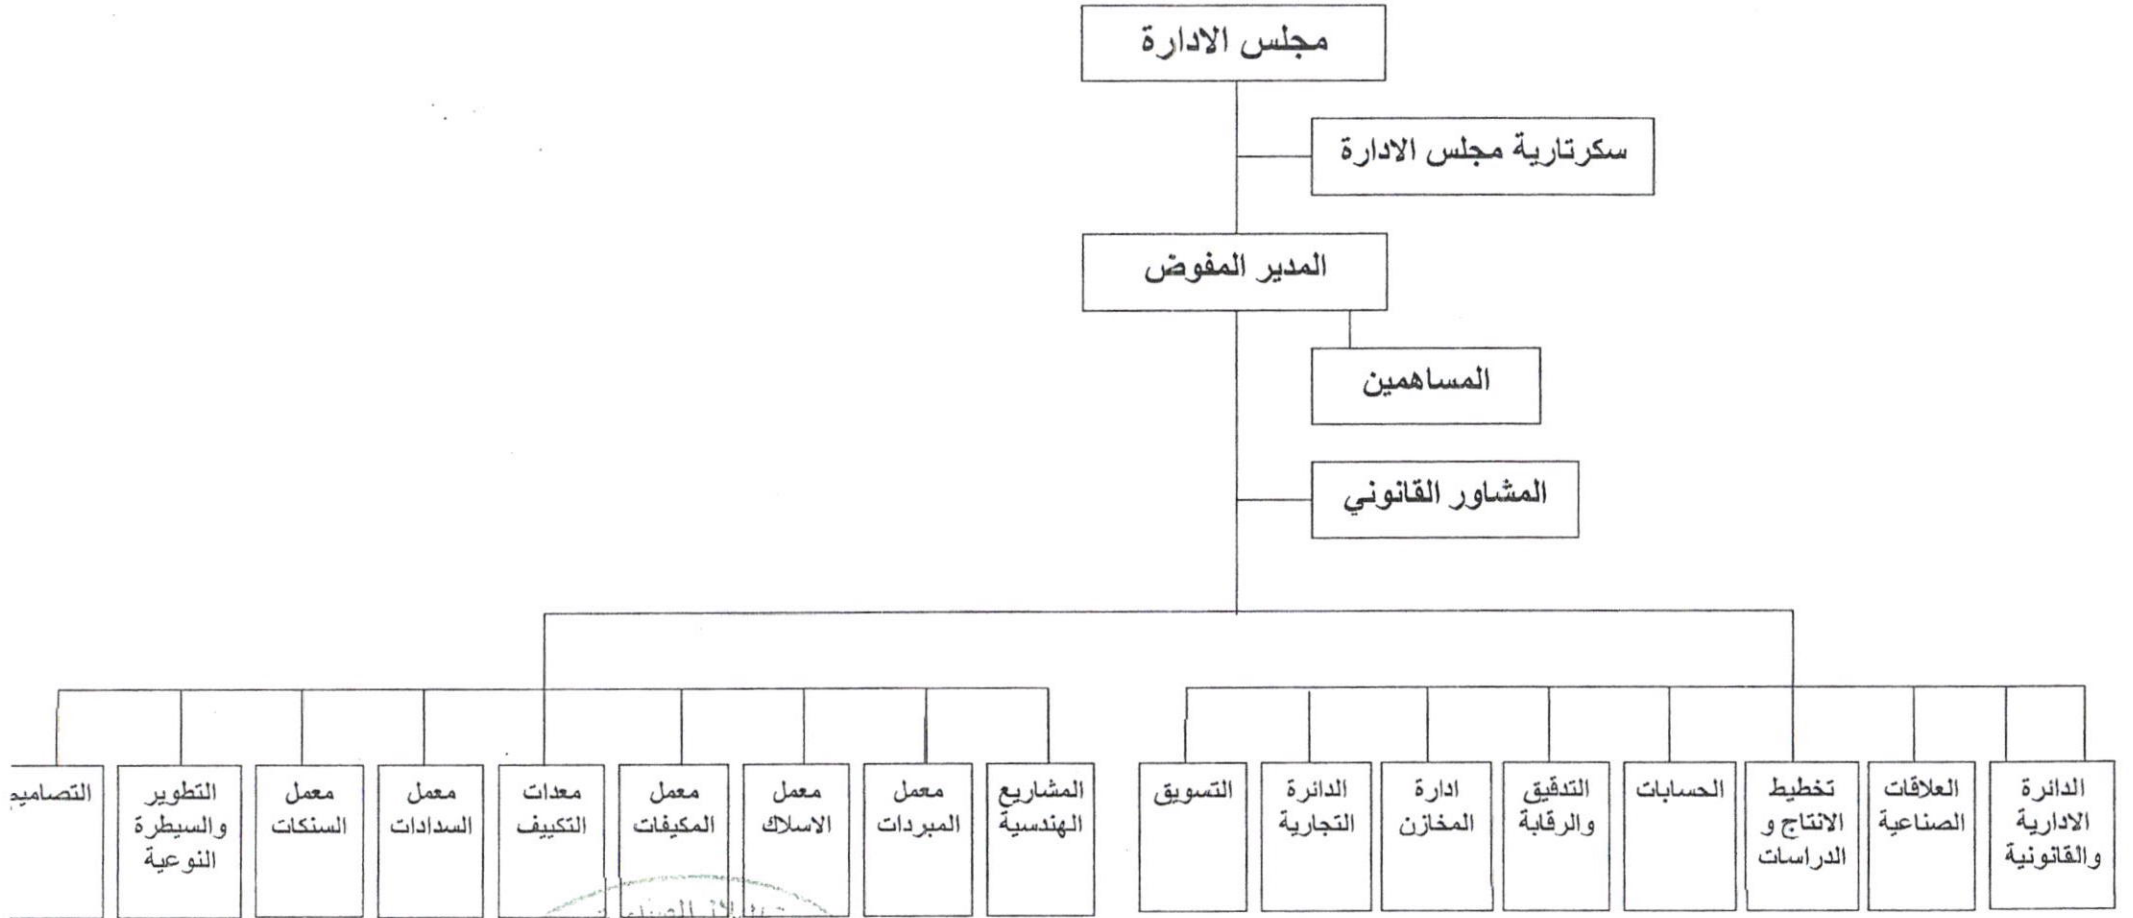 مجلس الادارة
سكرتارية مجلس الادارة
المدير المفوض
المساهمين
المشاور القانوني
الدائرة
الادارية
والقانونية
العلاقات
الصناعية
تخطيط
الانتاج و
الدراسات
الحسابات
التدقيق
والرقابة
ادارة
المخازن
الدائرة
التجارية
التسويق
المشاريع
الهندسية
معمل
المبردات
معمل
الاسلاك
معمل
المكيفات
معدات
التكييف
معمل
السدادات
معمل
السنكات
التطوير
والسيطرة
النوعية